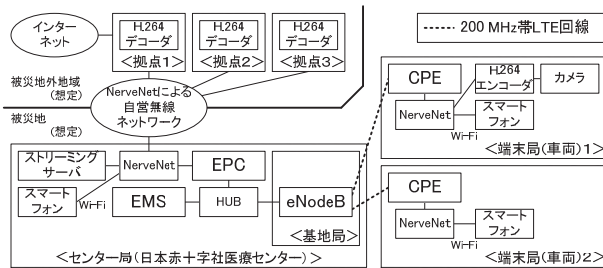 インター
ネット
H.264
デコーダ
<拠点1>
H.264
デコーダ
<拠点2>
H.264
デコーダ
<拠点3>
200 MHz帯LTE回線
被災地外地域
(想定)
被災地
(想定)
NerveNetによる
自営無線
ネットワーク
CPE
H.264
エンコーダ
カメラ
NerveNet
スマート
フォン
Wi-Fi
<端末局(車両)1>
ストリーミング
サーバ
NerveNet
EPC
スマート
フォン
Wi-Fi
EMS
HUB
eNodeB
<基地局>
<センター局(日本赤十字社医療センター)>
CPE
NerveNet
スマート
フォン
Wi-Fi
<端末局(車両)2>